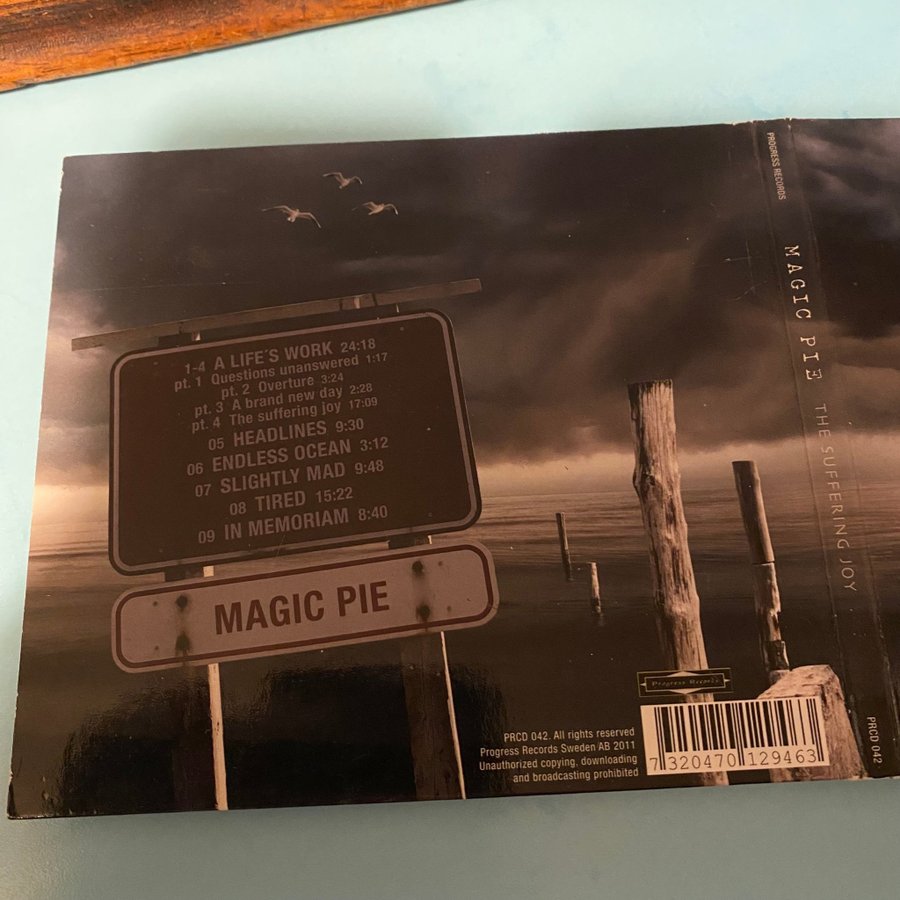 1-4 A LIFE'S WORK 24:18
pt. 1 Questions unanswered 1:17
pt. 2 Overture 3:24
pt. 3 A brand new day 2:28
pt. 4 The suffering joy 17:09
05 HEADLINES 9:30
06 ENDLESS OCEAN 3:12
07 SLIGHTLY MAD 9:48
08 TIRED 15:22
09 IN MEMORIAM 8:40
MAGIC PIE
Progress Records
PRCD 042. All rights reserved
Progress Records Sweden AB 2011
Unauthorized copying, downloading
and broadcasting prohibited
7 320470 129463
PROGRESS RECORDS
MAGIC PIE THE SUFFERING JOY
PRCD 042